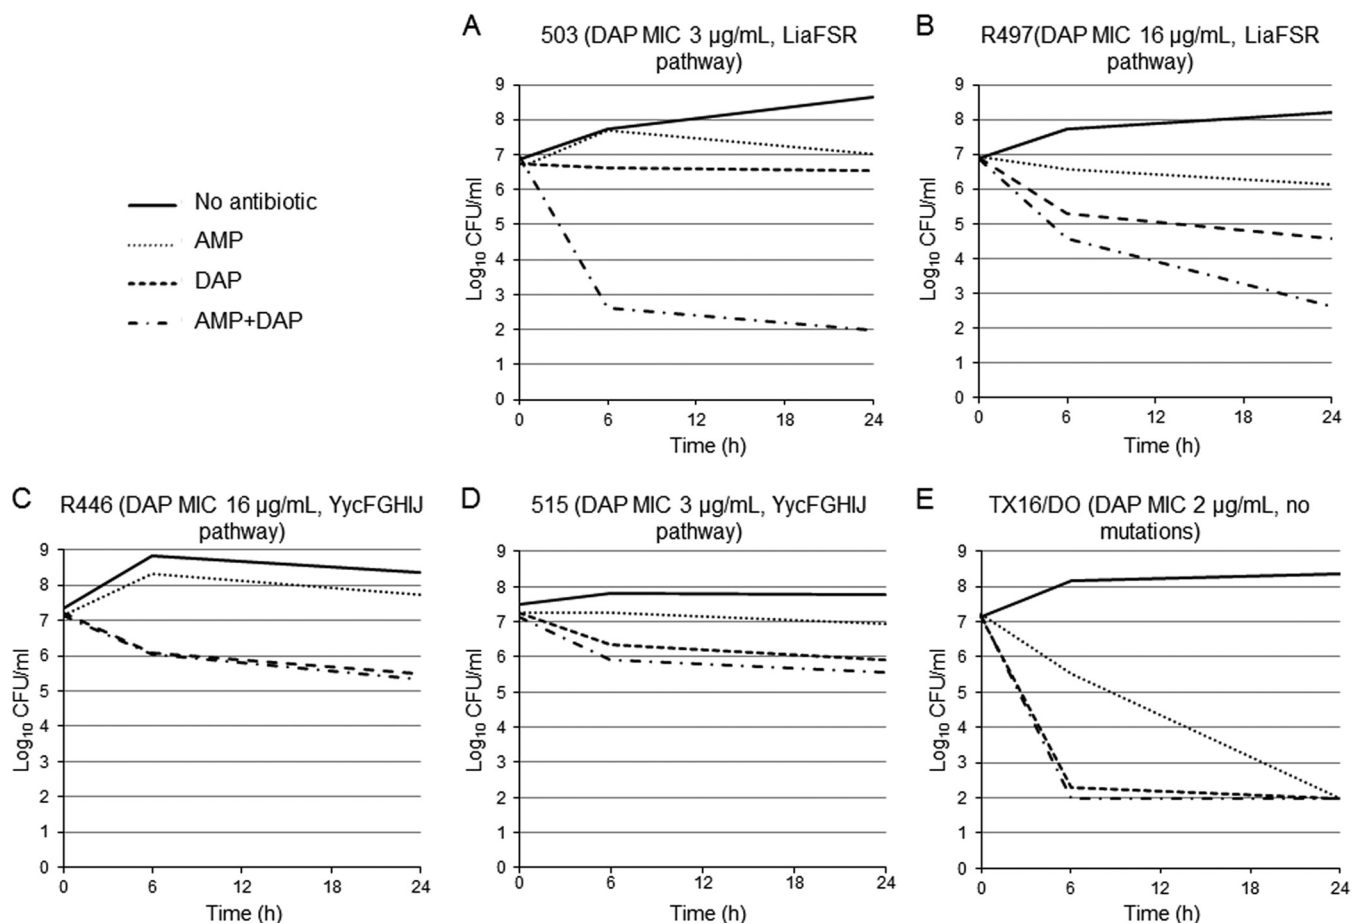 A 503 (DAP MIC 3 µg/mL, LiaFSR
pathway)
9
8
7
6
5
4
3
2
1
0
Log10 CFU/ml
0 6 12 18 24
Time (h)
B R497(DAP MIC 16 µg/mL, LiaFSR
pathway)
9
8
7
6
5
4
3
2
1
0
Log10 CFU/ml
0 6 12 18 24
Time (h)
No antibiotic
AMP
DAP
AMP+DAP
C R446 (DAP MIC 16 µg/mL, YycFGHIJ
pathway)
9
8
7
6
5
4
3
2
1
0
Log10 CFU/ml
0 6 12 18 24
Time (h)
D 515 (DAP MIC 3 µg/mL, YycFGHIJ
pathway)
9
8
7
6
5
4
3
2
1
0
Log10 CFU/ml
0 6 12 18 24
Time (h)
E TX16/DO (DAP MIC 2 µg/mL, no
mutations)
9
8
7
6
5
4
3
2
1
0
Log10 CFU/ml
0 6 12 18 24
Time (h)